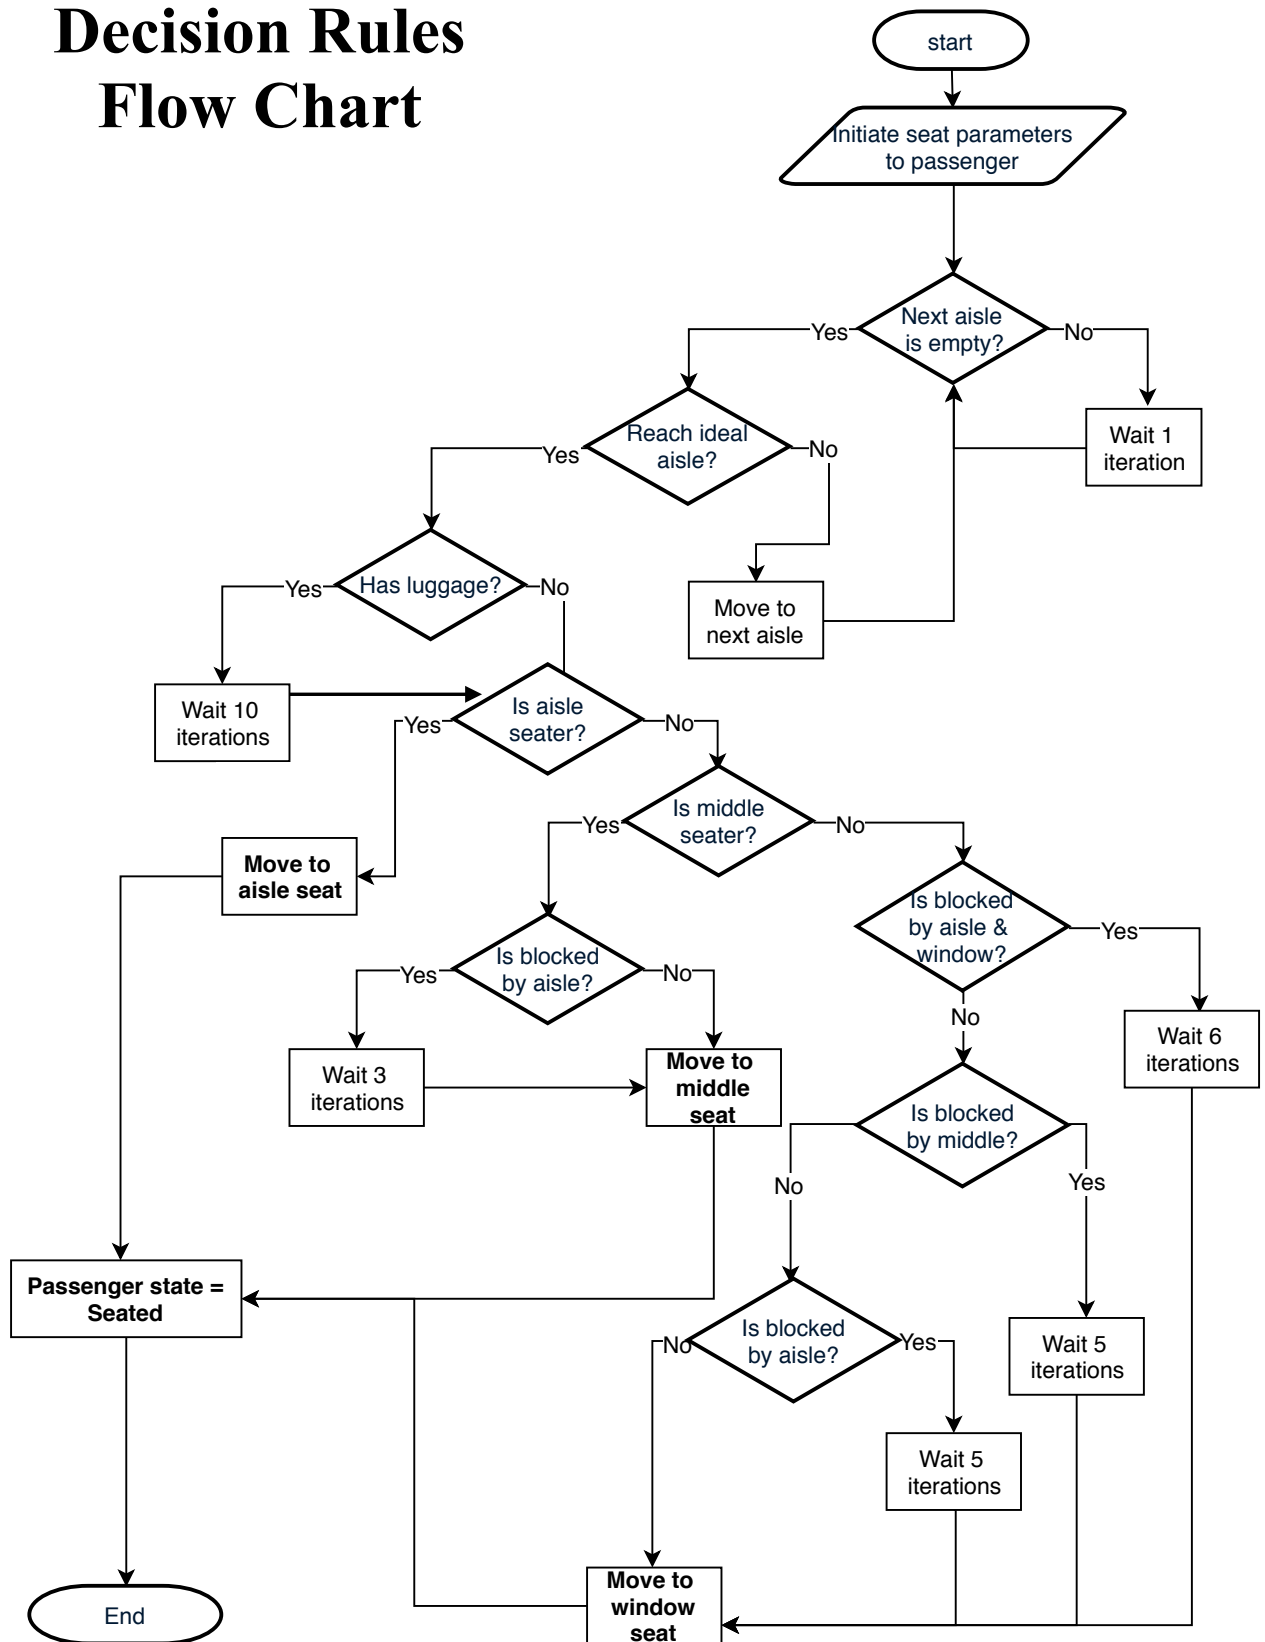 Decision Rules
Flow Chart
start
Initiate seat parameters
to passenger
Next aisle
is empty?
Yes
No
Reach ideal
aisle?
Yes
No
Wait 1
iteration
Has luggage?
Yes
No
Move to
next aisle
Wait 10
iterations
Is aisle
seater?
Yes
No
Is middle
seater?
Yes
No
Move to
aisle seat
Is blocked
by aisle &
window?
Yes
No
Is blocked
by aisle?
Yes
No
Wait 6
iterations
Wait 3
iterations
Move to
middle
seat
Is blocked
by middle?
No
Yes
Passenger state =
Seated
Is blocked
by aisle?
No
Yes
Wait 5
iterations
Wait 5
iterations
Move to
window
seat
End